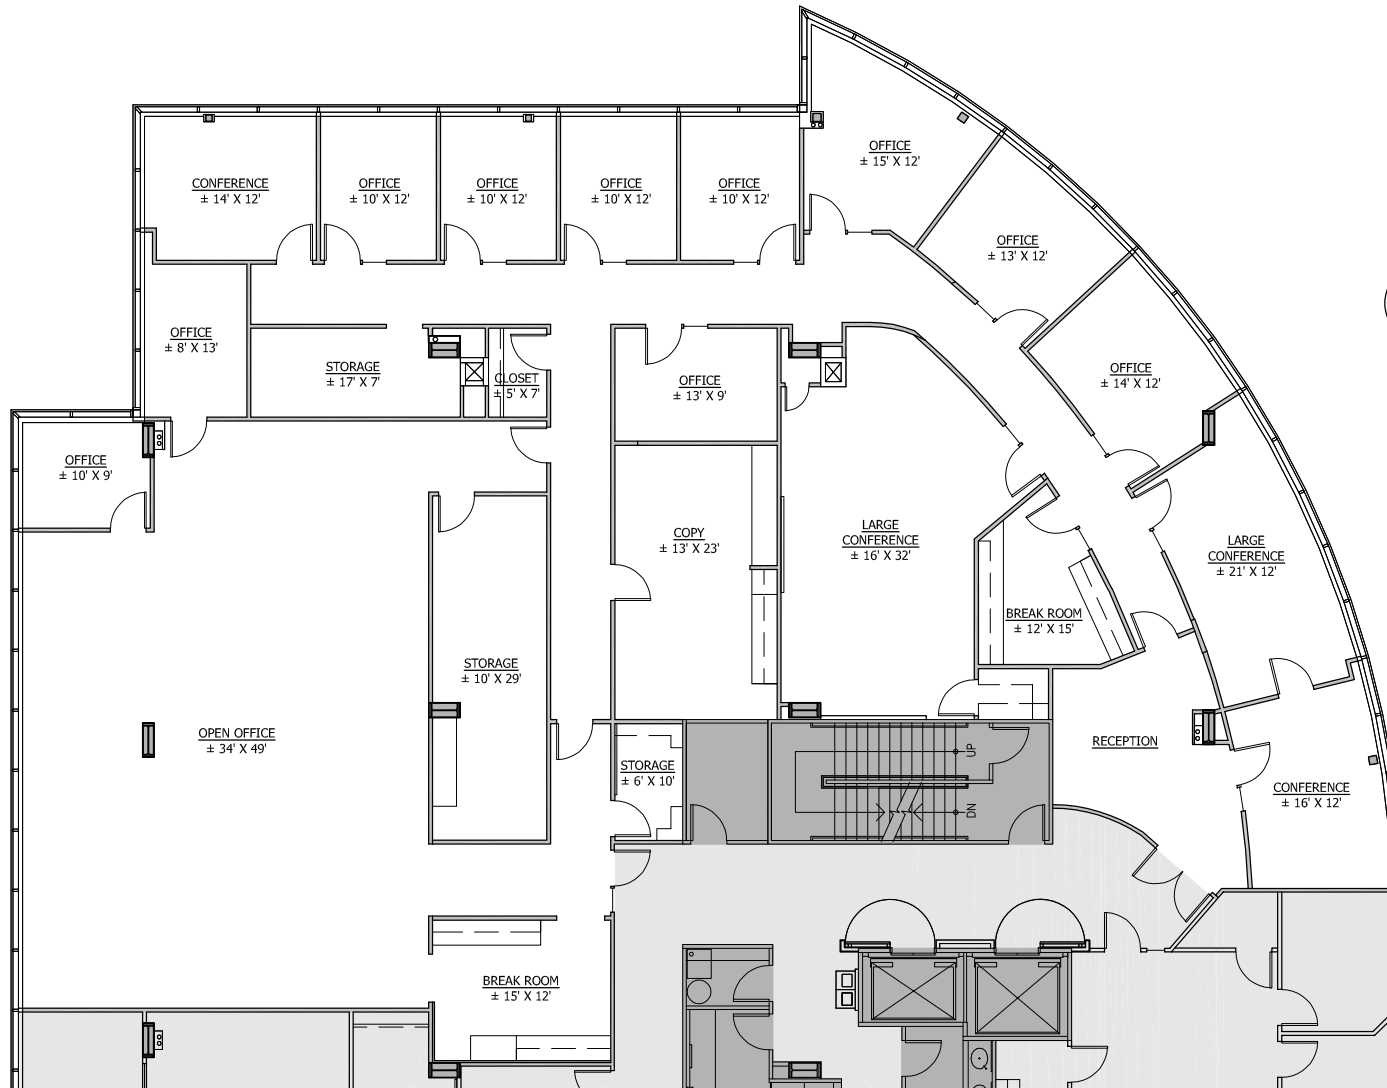 OFFICE
± 15' X 12'
CONFERENCE
± 14' X 12'
OFFICE
± 10' X 12'
OFFICE
± 10' X 12'
OFFICE
± 10' X 12'
OFFICE
± 10' X 12'
OFFICE
± 13' X 12'
OFFICE
± 8' X 13'
STORAGE
± 17' X 7'
CLOSET
± 5' X 7'
OFFICE
± 13' X 9'
OFFICE
± 14' X 12'
OFFICE
± 10' X 9'
COPY
± 13' X 23'
LARGE
CONFERENCE
± 16' X 32'
LARGE
CONFERENCE
± 21' X 12'
BREAK ROOM
± 12' X 15'
STORAGE
± 10' X 29'
OPEN OFFICE
± 34' X 49'
RECEPTION
UP
STORAGE
± 6' X 10'
CONFERENCE
± 16' X 12'
DN
BREAK ROOM
± 15' X 12'